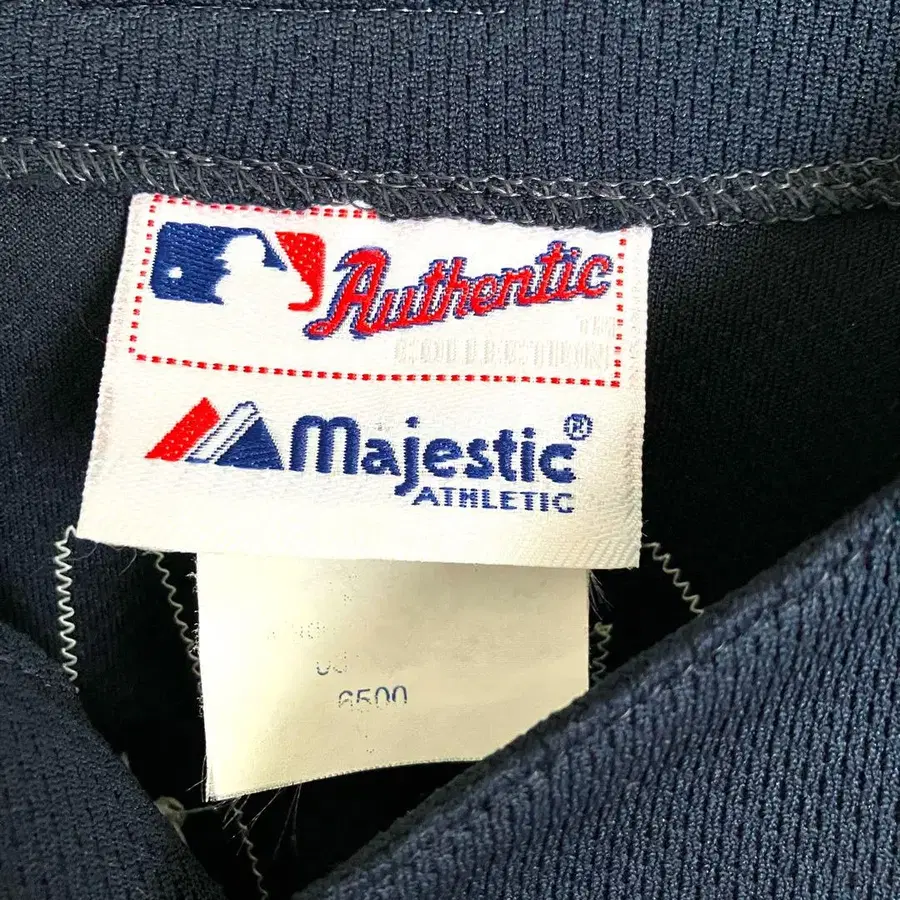 Authentic
COLLECTION
Majestic®
ATHLETIC
6500